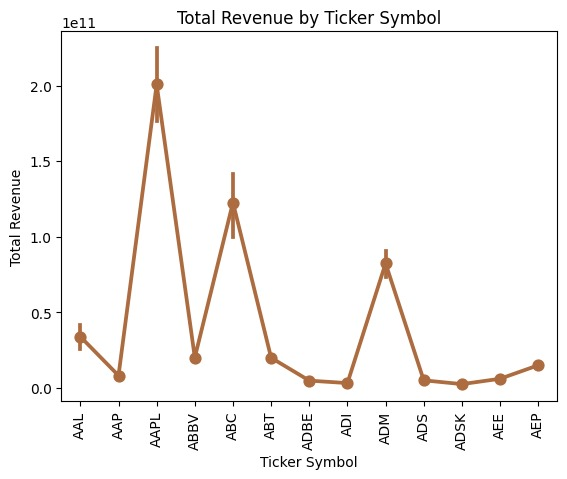 Total Revenue by Ticker Symbol
1e11
2.0
1.5
1.0
0.5
0.0
Total Revenue
AAL
AAP
AAPL
ABBV
ABC
ABT
ADBE
ADI
ADM
ADS
ADSK
AEE
AEP
Ticker Symbol